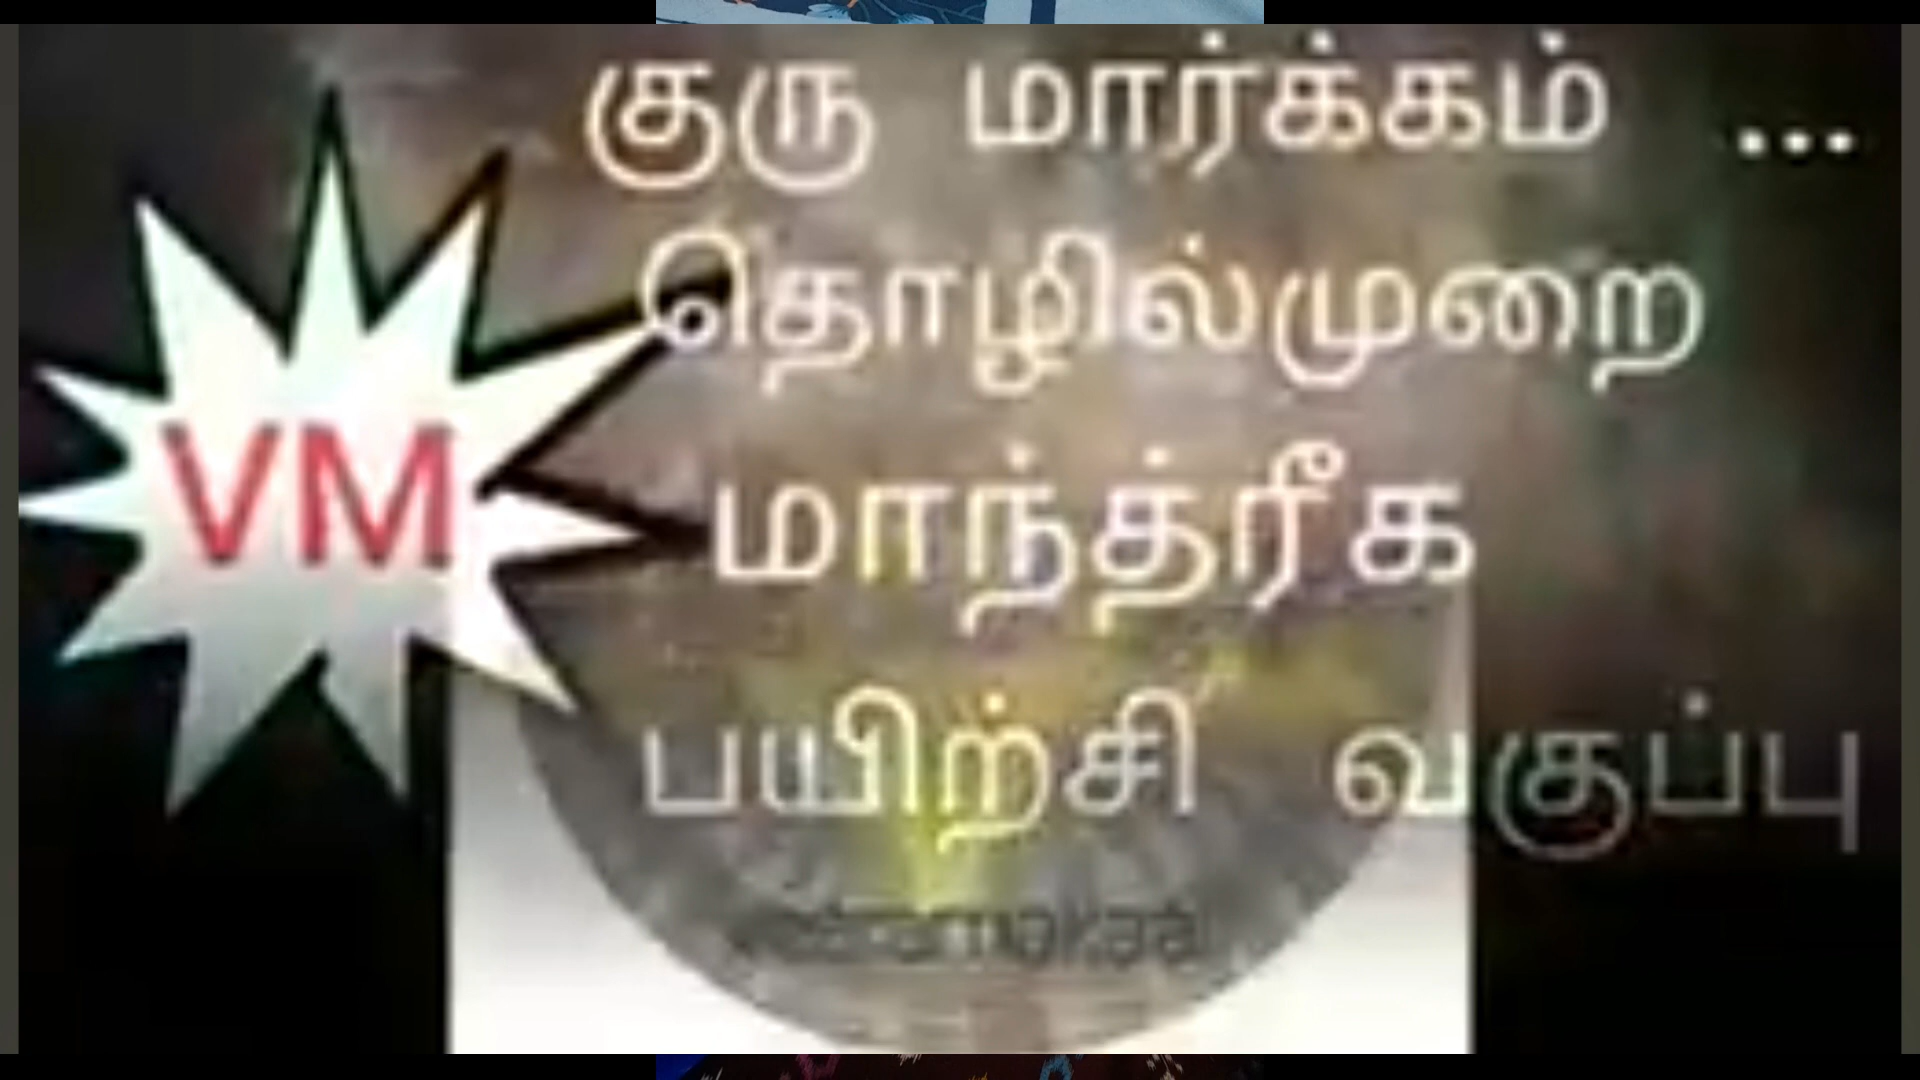 குரு மார்க்கம் ...
தொழில்முறை
VM
மாந்த்ரீக
பயிற்சி வகுப்பு